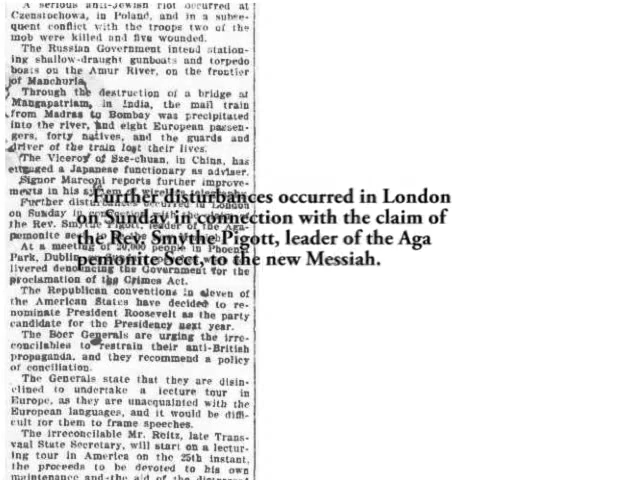 A serious anti-Jewish riot occurred at
Czenstochowa, in Poland, and in a subse-
quent conflict with the troops two of the
mob were killed and five wounded.
The Russian Government intend station-
ing shallow-draught gunboats and torpedo
boats on the Amur River, on the frontier
of Manchuria.
Through the destruction of a bridge at
Mangapatriam, in India, the mail train
from Madras to Bombay was precipitated
into the river, and eight European passen-
gers, forty natives, and the guards and
driver of the train lost their lives.
The Viceroy of Sze-chuan, in China, has
engaged a Japanese functionary as adviser.
Signor Marconi reports further improve-
ments in his system of wireless telegraphy.
Further disturbances occurred in London
on Sunday in connection with the claim of
the Rev. Smythe Pigott, leader of the Aga-
pemonite sect, to
At a meeting of 20,000 people in Phoenix
Park, Dublin, on Sunday,
livered denouncing the Government for the
proclamation of the Crimes Act.
The Republican conventions in eleven of
the American States have decided to re-
nominate President Roosevelt as the party
candidate for the Presidency next year.
The Boer Generals are urging the irre-
concilables to restrain their anti-British
propaganda, and they recommend a policy
of conciliation.
The Generals state that they are disin-
clined to undertake a lecture tour in
Europe, as they are unacquainted with the
European languages, and it would be diffi-
cult for them to frame speeches.
The irreconcilable Mr. Reitz, late Trans-
vaal State Secretary, will start on a lectur-
ing tour in America on the 25th instant,
the proceeds to be devoted to his own
maintenance and the aid of the distressed
Further disturbances occurred in London
on Sunday in connection with the claim of
the Rev. Smythe Pigott, leader of the Aga
pemonite Sect, to the new Messiah.